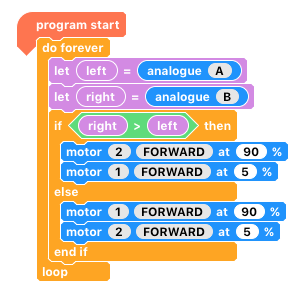 program start
do forever
let left = analogue A
let right = analogue B
if right > left then
motor 2 FORWARD at 90 %
motor 1 FORWARD at 5 %
else
motor 1 FORWARD at 90 %
motor 2 FORWARD at 5 %
end if
loop